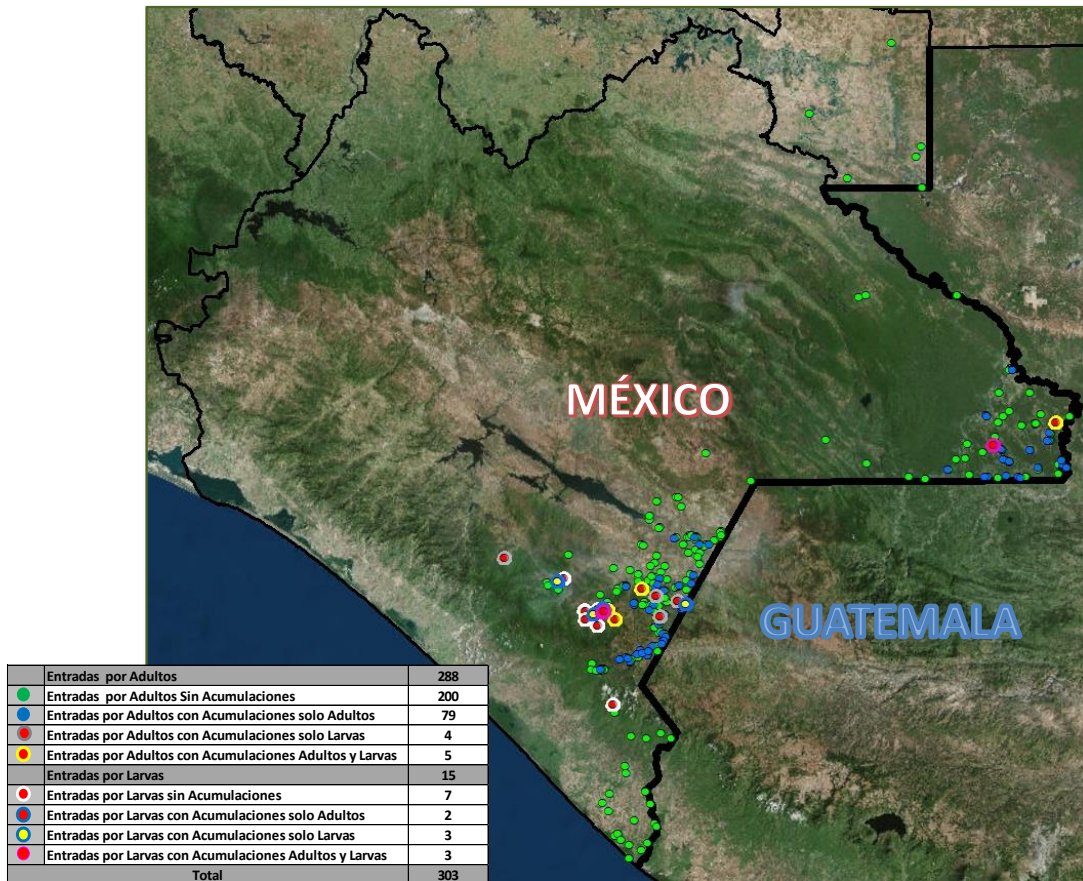 MÉXICO
GUATEMALA
Entradas por Adultos 288
Entradas por Adultos Sin Acumulaciones 200
Entradas por Adultos con Acumulaciones solo Adultos 79
Entradas por Adultos con Acumulaciones solo Larvas 4
Entradas por Adultos con Acumulaciones Adultos y Larvas 5
Entradas por Larvas 15
Entradas por Larvas sin Acumulaciones 7
Entradas por Larvas con Acumulaciones solo Adultos 2
Entradas por Larvas con Acumulaciones solo Larvas 3
Entradas por Larvas con Acumulaciones Adultos y Larvas 3
Total 303